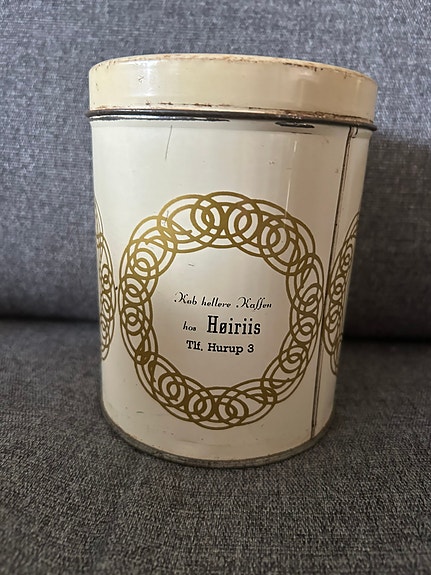 Køb hellere Kaffen
hos Høiriis
Tlf. Hurup 3